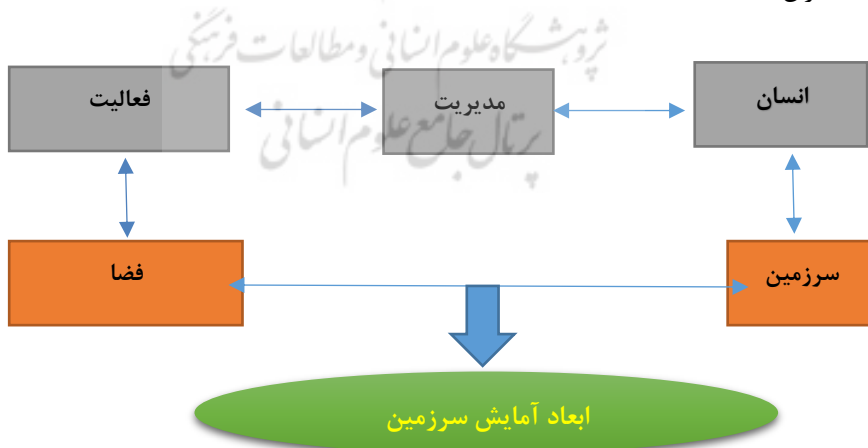 پژوهشگاه علوم انسانی و مطالعات فرهنگی
انسان
مدیریت
فعالیت
پرتال جامع علوم انسانی
سرزمین
فضا
ابعاد آمایش سرزمین